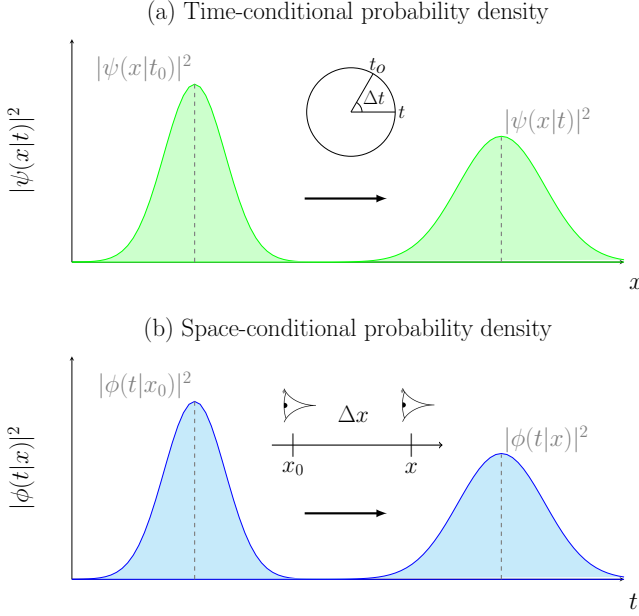 (a) Time-conditional probability density
|ψ(x|t₀)|²
tₒ
Δt
t
|ψ(x|t)|²
|ψ(x|t)|²
x
(b) Space-conditional probability density
|ϕ(t|x₀)|²
Δx
x₀
x
|ϕ(t|x)|²
|ϕ(t|x)|²
t